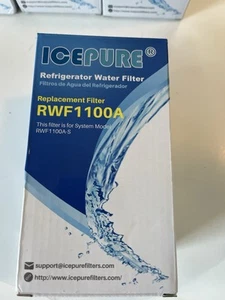 ICEPURE®
Refrigerator Water Filter
Filtros de Agua del Refrigerador
Replacement Filter
RWF1100A
This filter is for System Model
RWF1100A-S
support@icepurefilters.com
http://www.icepurefilters.com/